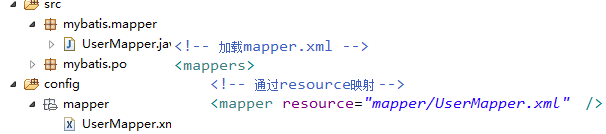 src
mybatis.mapper
UserMapper.jav
<!-- 加载mapper.xml -->
mybatis.po
<mappers>
config
<!-- 通过resource映射 -->
mapper
<mapper resource="mapper/UserMapper.xml" />
UserMapper.xm